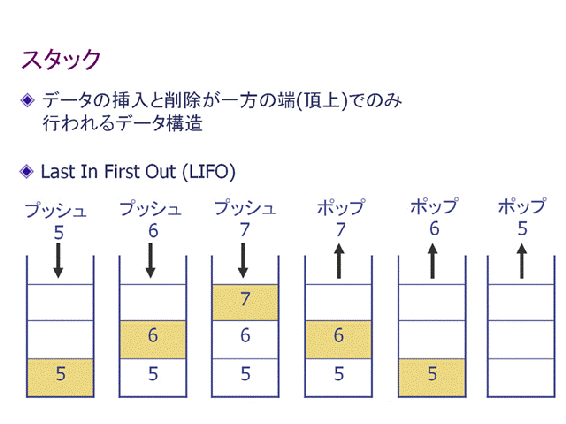 スタック
データの挿入と削除が一方の端(頂上)でのみ
行われるデータ構造
Last In First Out (LIFO)
プッシュ プッシュ プッシュ ポップ ポップ ポップ
5 6 7 7 6 5
7
6 6 6
5 5 5 5 5